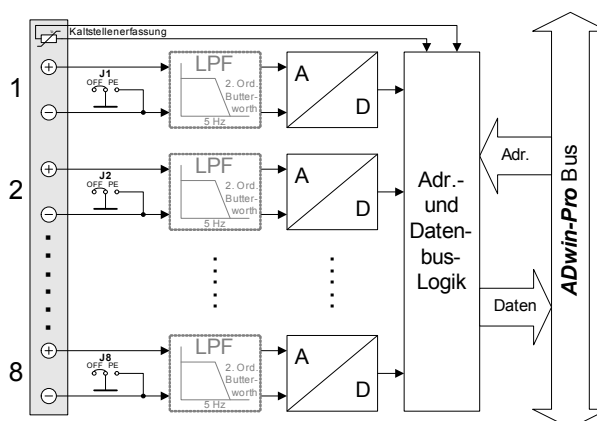 Kaltstellenerfassung
1
+
−
J1
OFF PE
LPF
2. Ord.
Butter-
worth
5 Hz
A
D
2
+
−
J2
OFF PE
LPF
2. Ord.
Butter-
worth
5 Hz
A
D
8
+
−
J8
OFF PE
LPF
2. Ord.
Butter-
worth
5 Hz
A
D
Adr.-
und
Daten-
bus-
Logik
Adr.
Daten
ADwin-Pro Bus